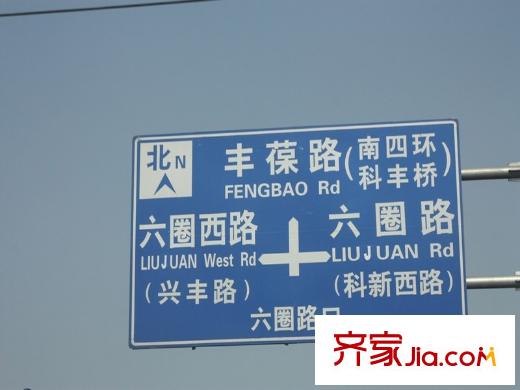 北N
丰葆路(南四环
科丰桥)
FENGBAO Rd
六圈西路
LIUJUAN West Rd
(兴丰路)
六圈路
LIUJUAN Rd
(科新西路)
六圈路口
齐家Jia.com